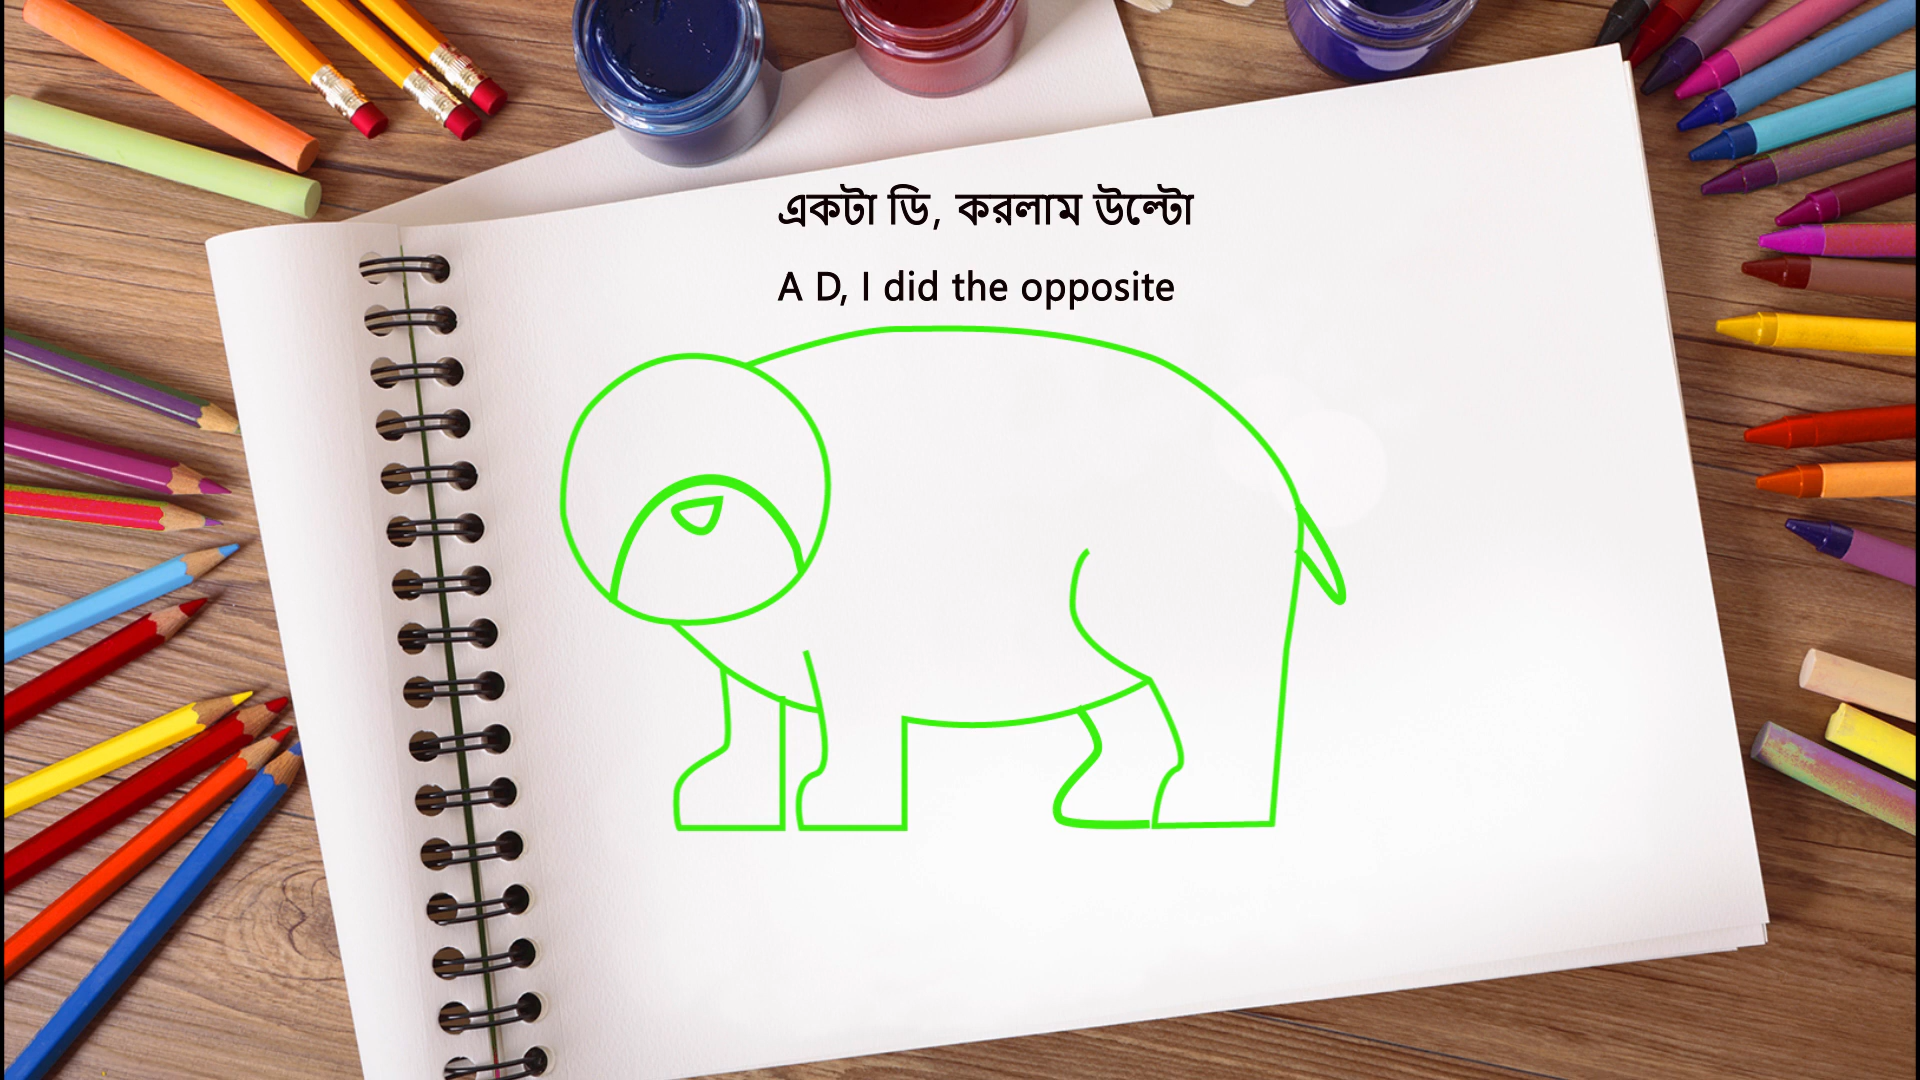 একটা ডি, করলাম উল্টো
A D, I did the opposite